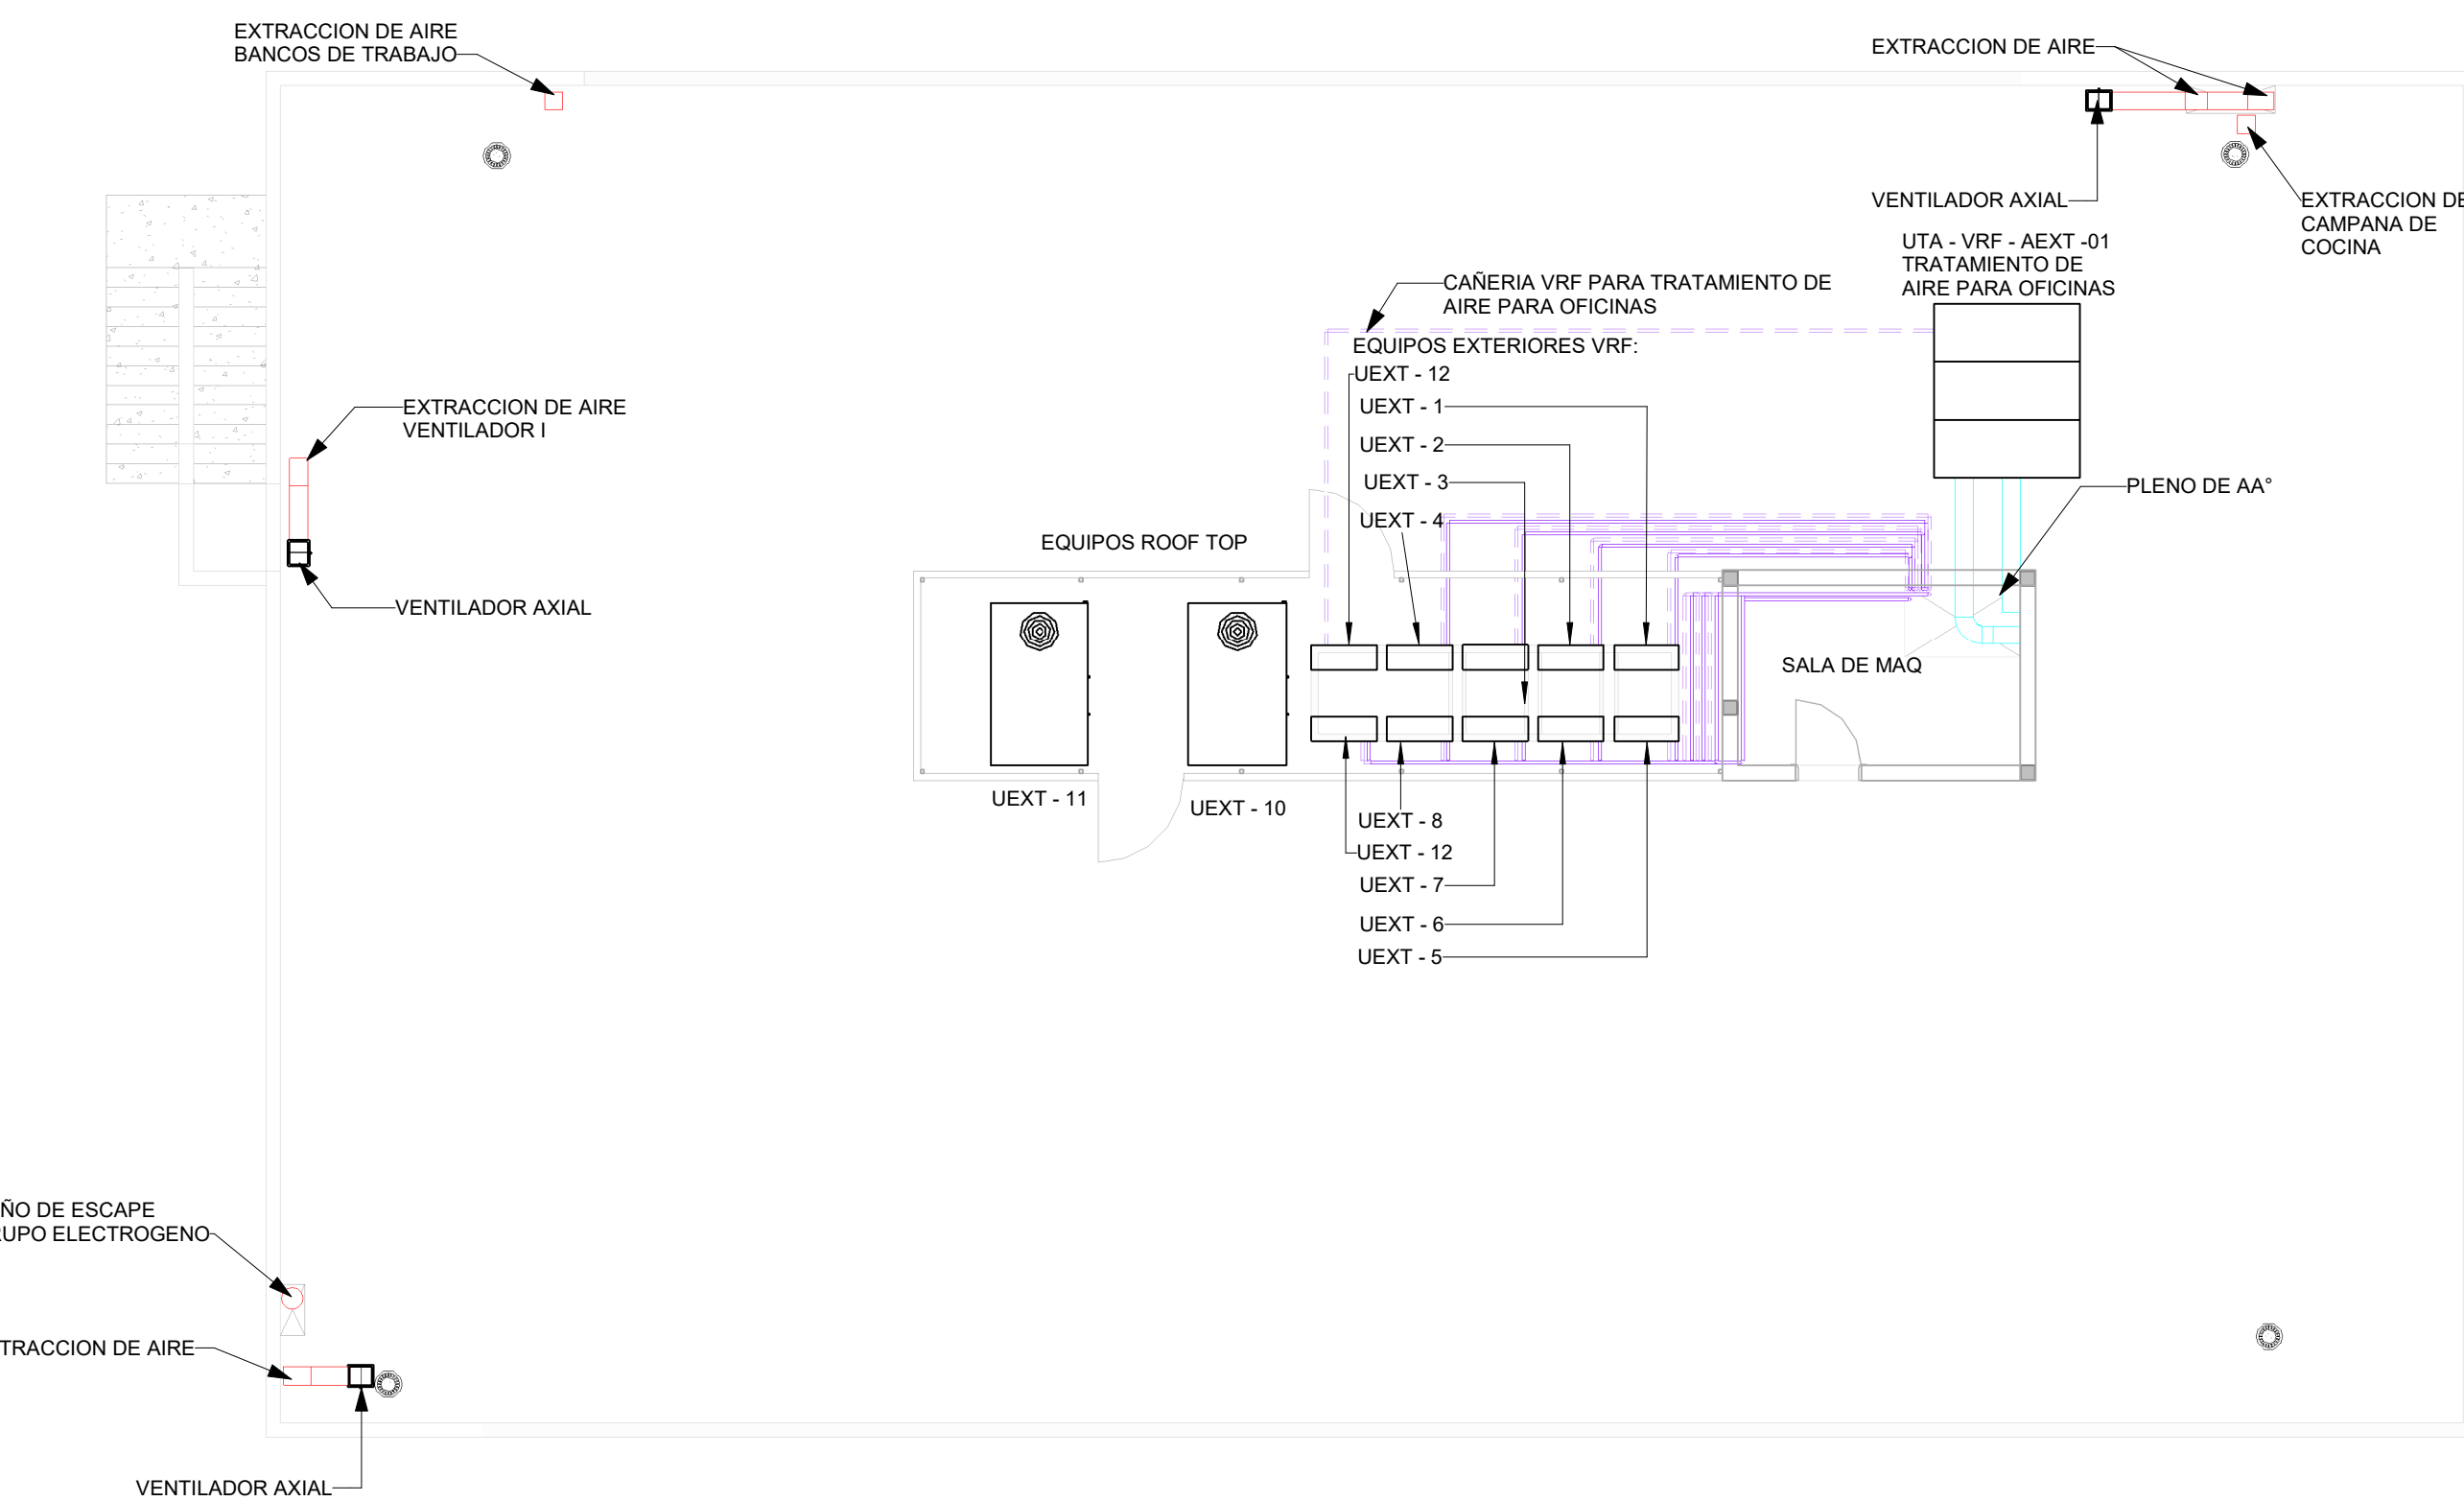 EXTRACCION DE AIRE
BANCOS DE TRABAJO
EXTRACCION DE AIRE
VENTILADOR AXIAL
EXTRACCION DE
CAMPANA DE
COCINA
UTA - VRF - AEXT -01
TRATAMIENTO DE
AIRE PARA OFICINAS
CAÑERIA VRF PARA TRATAMIENTO DE
AIRE PARA OFICINAS
EQUIPOS EXTERIORES VRF:
UEXT - 12
UEXT - 1
UEXT - 2
UEXT - 3
UEXT - 4
EXTRACCION DE AIRE
VENTILADOR I
PLENO DE AA°
EQUIPOS ROOF TOP
VENTILADOR AXIAL
SALA DE MAQ
UEXT - 11
UEXT - 10
UEXT - 8
UEXT - 12
UEXT - 7
UEXT - 6
UEXT - 5
ÑO DE ESCAPE
RUPO ELECTROGENO
TRACCION DE AIRE
VENTILADOR AXIAL